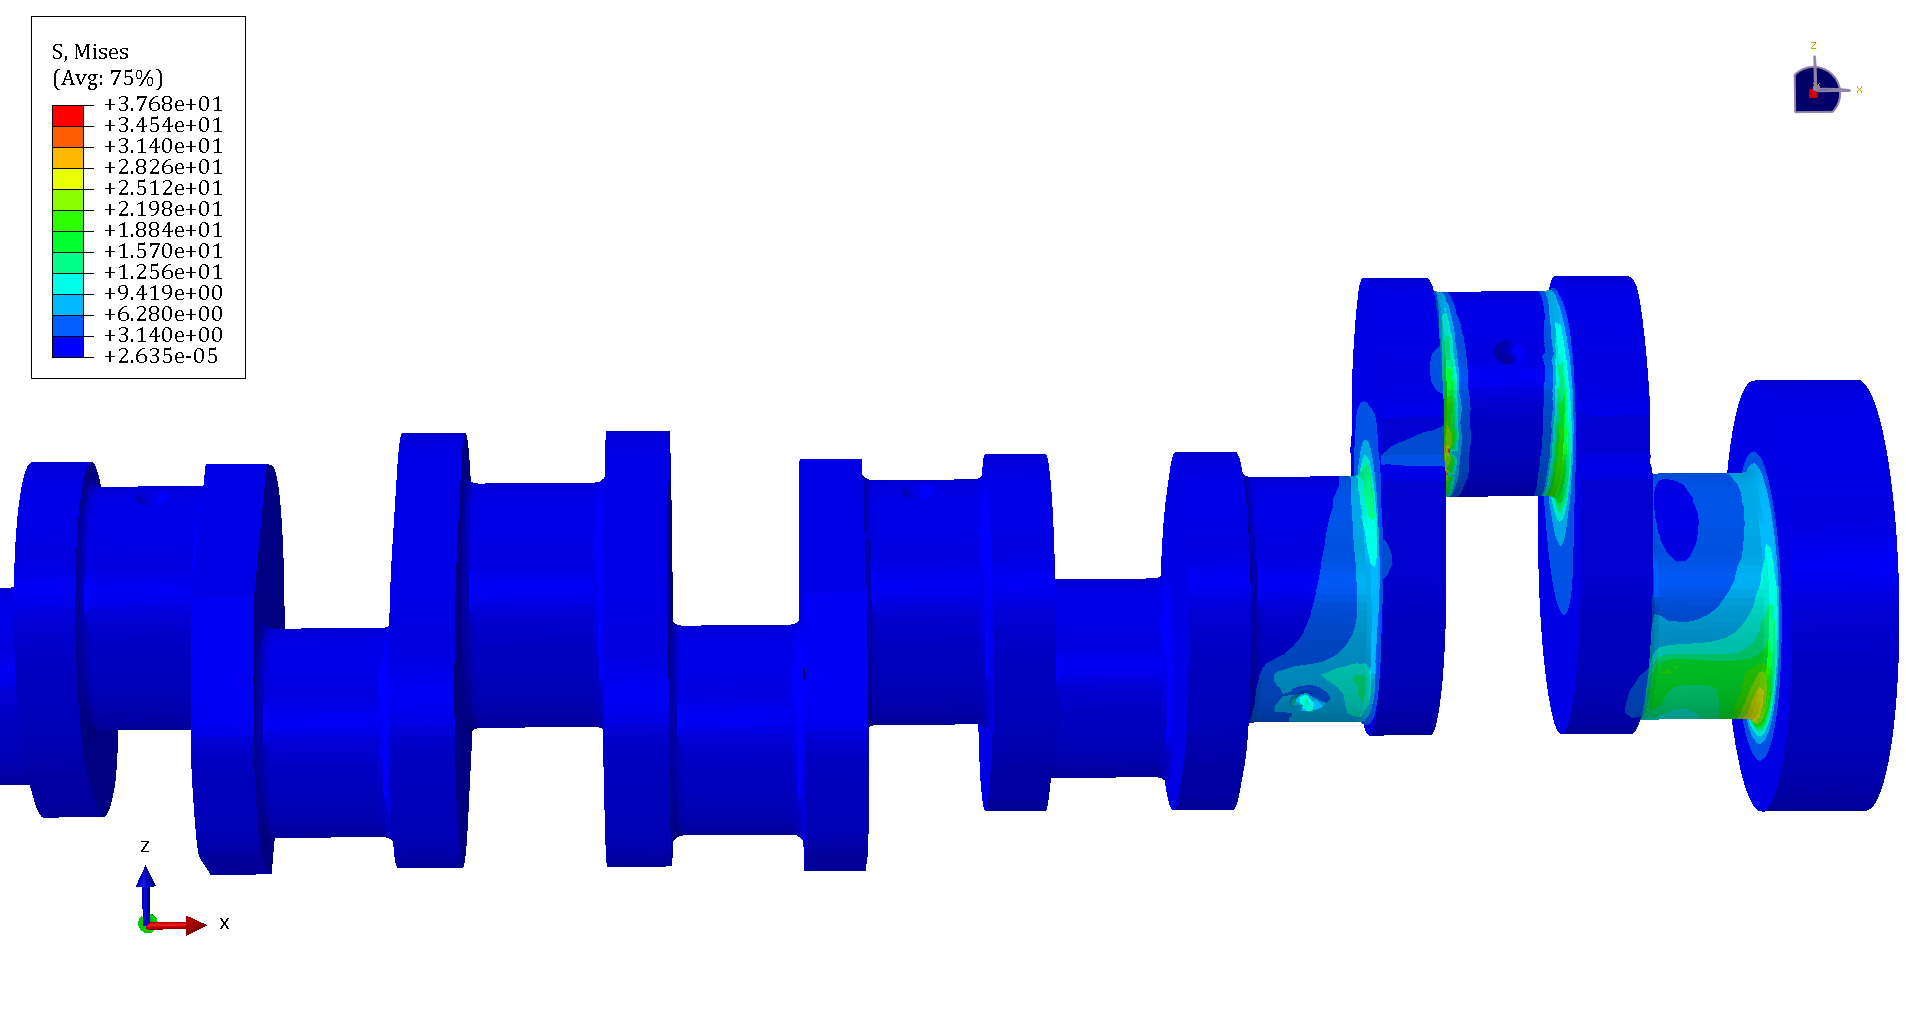 S, Mises
(Avg: 75%)
+3.768e+01
+3.454e+01
+3.140e+01
+2.826e+01
+2.512e+01
+2.198e+01
+1.884e+01
+1.570e+01
+1.256e+01
+9.419e+00
+6.280e+00
+3.140e+00
+2.635e-05
z
x
z
x